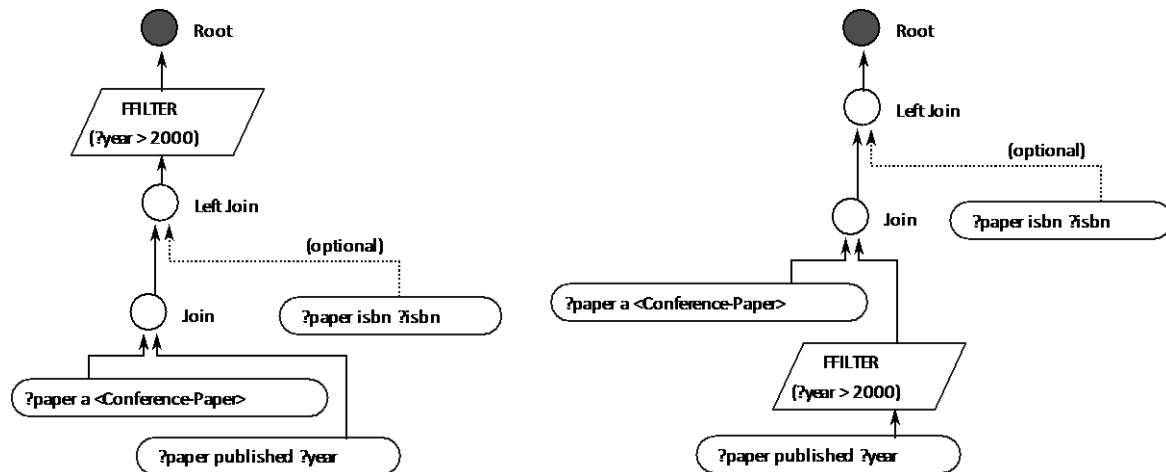 Root
FFILTER
(?year > 2000)
Left Join
(optional)
?paper isbn ?isbn
Join
?paper a <Conference-Paper>
?paper published ?year
Root
Left Join
(optional)
?paper isbn ?isbn
Join
?paper a <Conference-Paper>
FFILTER
(?year > 2000)
?paper published ?year